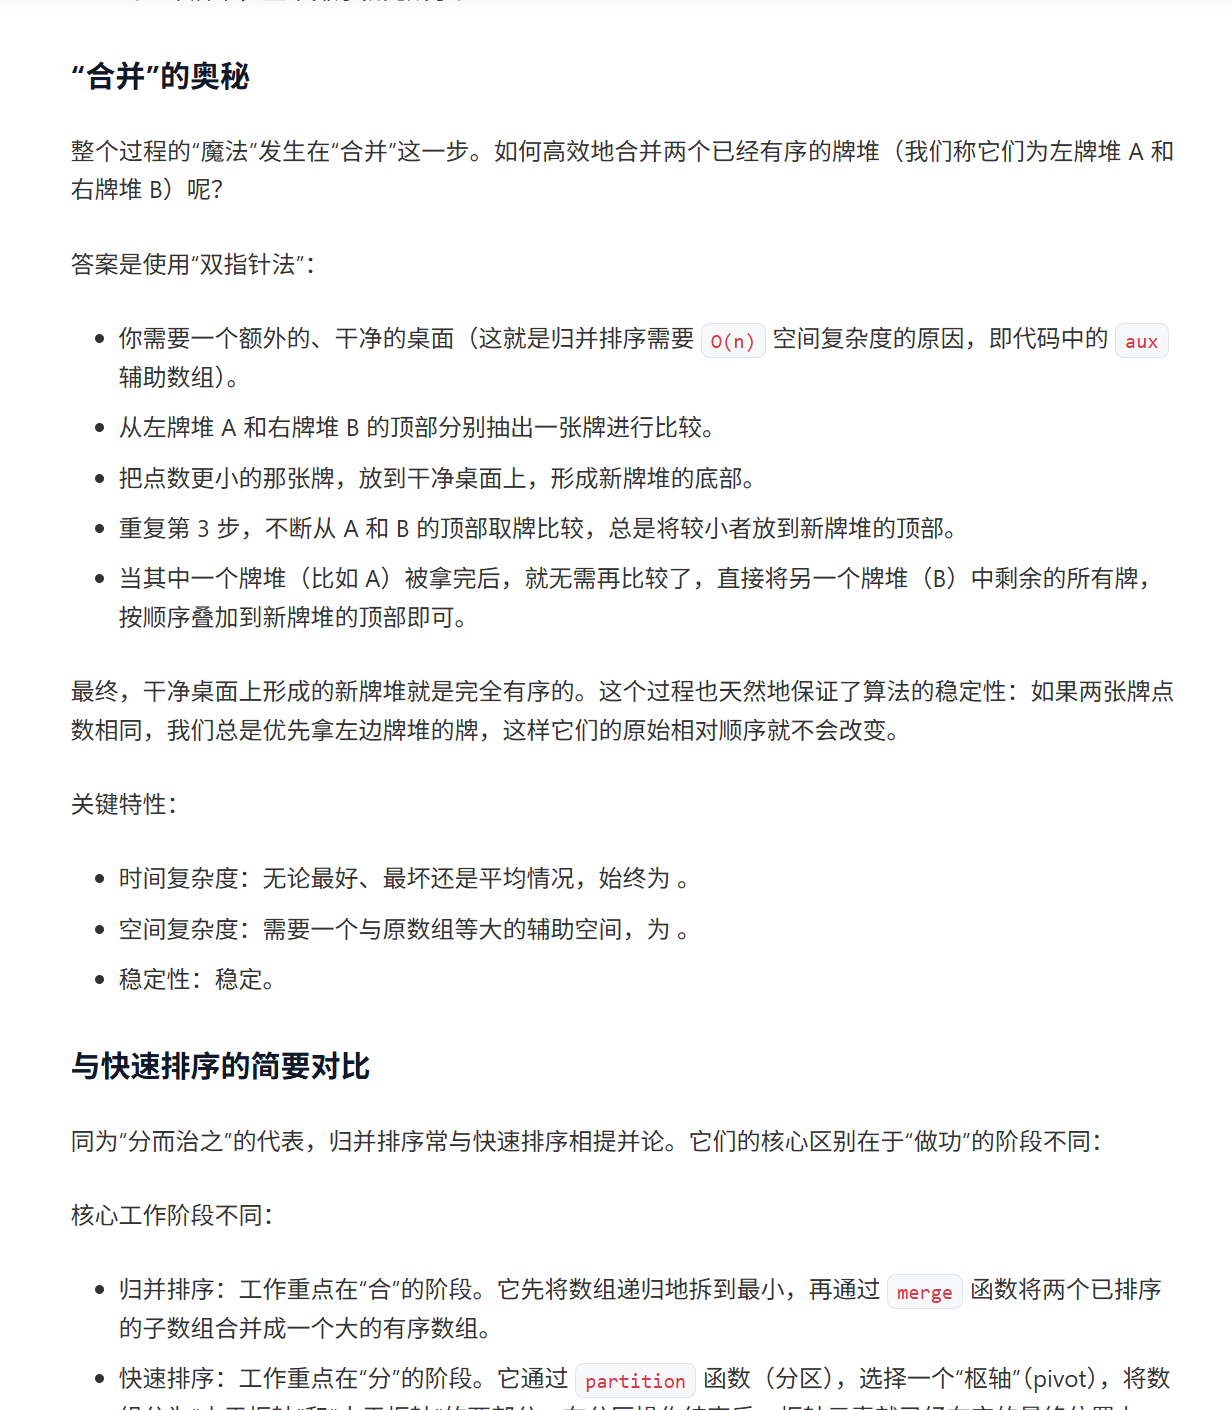 “合并”的奥秘
整个过程的“魔法”发生在“合并”这一步。如何高效地合并两个已经有序的牌堆（我们称它们为左牌堆 A 和
右牌堆 B）呢？
答案是使用“双指针法”：
你需要一个额外的、干净的桌面（这就是归并排序需要 O(n) 空间复杂度的原因，即代码中的 aux
辅助数组）。
从左牌堆 A 和右牌堆 B 的顶部分别抽出一张牌进行比较。
把点数更小的那张牌，放到干净桌面上，形成新牌堆的底部。
重复第 3 步，不断从 A 和 B 的顶部取牌比较，总是将较小者放到新牌堆的顶部。
当其中一个牌堆（比如 A）被拿完后，就无需再比较了，直接将另一个牌堆（B）中剩余的所有牌，
按顺序叠加到新牌堆的顶部即可。
最终，干净桌面上形成的新牌堆就是完全有序的。这个过程也天然地保证了算法的稳定性：如果两张牌点
数相同，我们总是优先拿左边牌堆的牌，这样它们的原始相对顺序就不会改变。
关键特性：
时间复杂度：无论最好、最坏还是平均情况，始终为 。
空间复杂度：需要一个与原数组等大的辅助空间，为 。
稳定性：稳定。
与快速排序的简要对比
同为“分而治之”的代表，归并排序常与快速排序相提并论。它们的核心区别在于“做功”的阶段不同：
核心工作阶段不同：
归并排序：工作重点在“合”的阶段。它先将数组递归地拆到最小，再通过 merge 函数将两个已排序
的子数组合并成一个大的有序数组。
快速排序：工作重点在“分”的阶段。它通过 partition 函数（分区），选择一个“枢轴”（pivot），将数